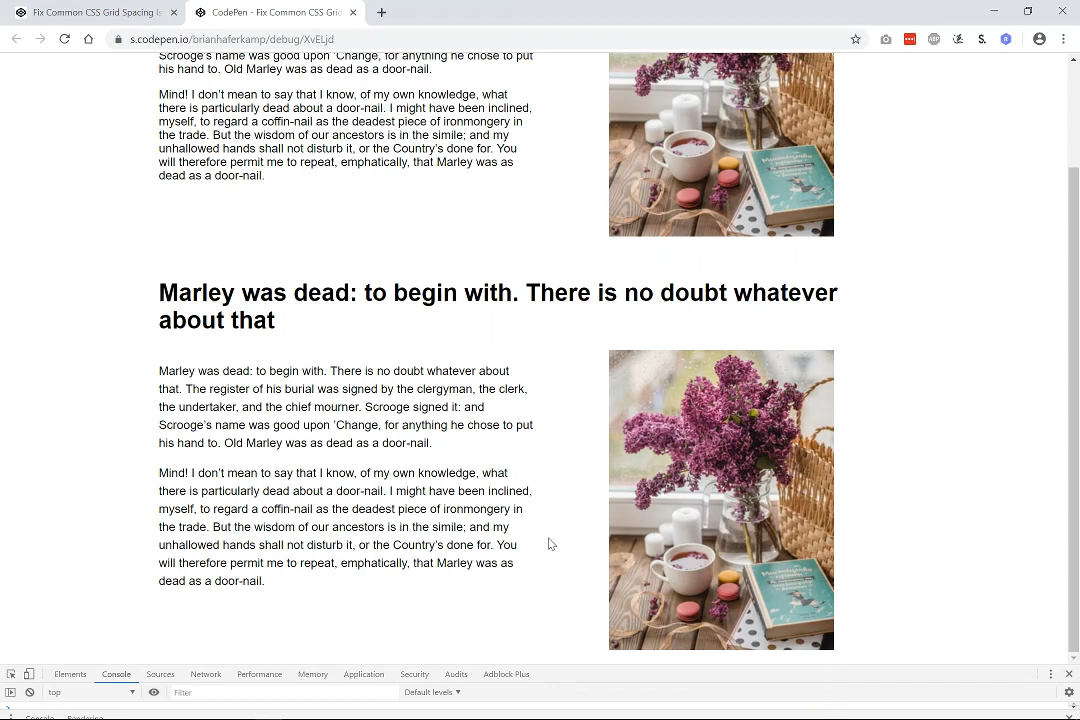 Fix Common CSS Grid Spacing Is
CodePen - Fix Common CSS Grid
s.codepen.io/brianhaferkamp/debug/XvELjd
Scrooge's name was good upon 'Change, for anything he chose to put
his hand to. Old Marley was as dead as a door-nail.
Mind! I don't mean to say that I know, of my own knowledge, what
there is particularly dead about a door-nail. I might have been inclined,
myself, to regard a coffin-nail as the deadest piece of ironmongery in
the trade. But the wisdom of our ancestors is in the simile; and my
unhallowed hands shall not disturb it, or the Country's done for. You
will therefore permit me to repeat, emphatically, that Marley was as
dead as a door-nail.
Marley was dead: to begin with. There is no doubt whatever
about that
Marley was dead: to begin with. There is no doubt whatever about
that. The register of his burial was signed by the clergyman, the clerk,
the undertaker, and the chief mourner. Scrooge signed it: and
Scrooge's name was good upon 'Change, for anything he chose to put
his hand to. Old Marley was as dead as a door-nail.
Mind! I don't mean to say that I know, of my own knowledge, what
there is particularly dead about a door-nail. I might have been inclined,
myself, to regard a coffin-nail as the deadest piece of ironmongery in
the trade. But the wisdom of our ancestors is in the simile; and my
unhallowed hands shall not disturb it, or the Country's done for. You
will therefore permit me to repeat, emphatically, that Marley was as
dead as a door-nail.
Elements Console Sources Network Performance Memory Application Security Audits Adblock Plus
top Filter Default levels
Console Rendering